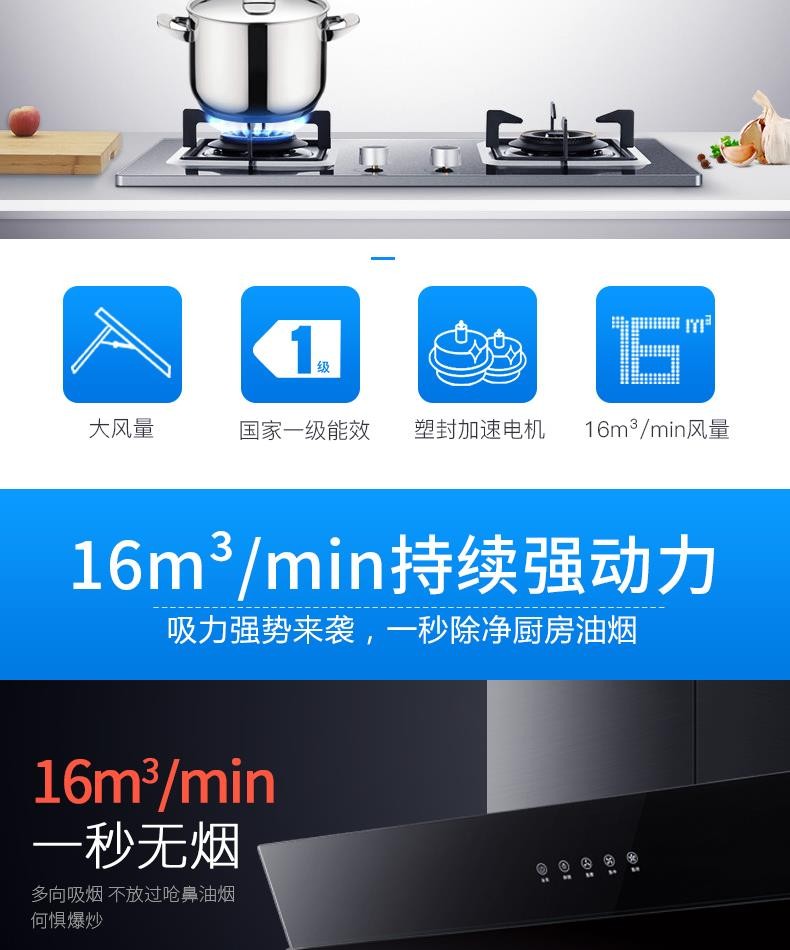 1级
16m³
大风量
国家一级能效
塑封加速电机
16m³/min风量
16m³/min持续强动力
吸力强势来袭，一秒除净厨房油烟
16m³/min
一秒无烟
多向吸烟 不放过呛鼻油烟
何惧爆炒